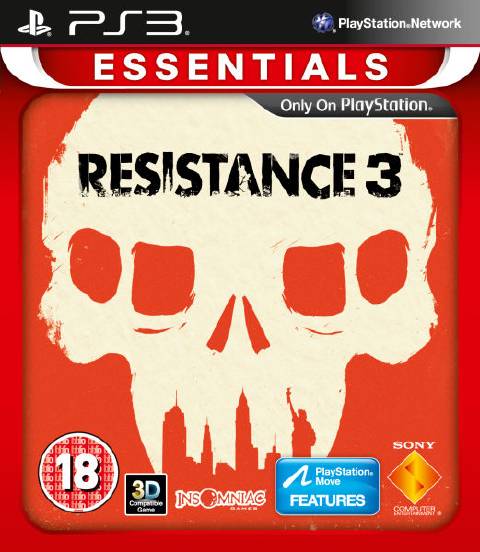 PS3
PlayStation®Network
ESSENTIALS
Only On PlayStation®
RESISTANCE 3
18
3D
Compatible
Game
INSOMNIAC
GAMES
PlayStation®
Move
FEATURES
SONY
COMPUTER
ENTERTAINMENT®